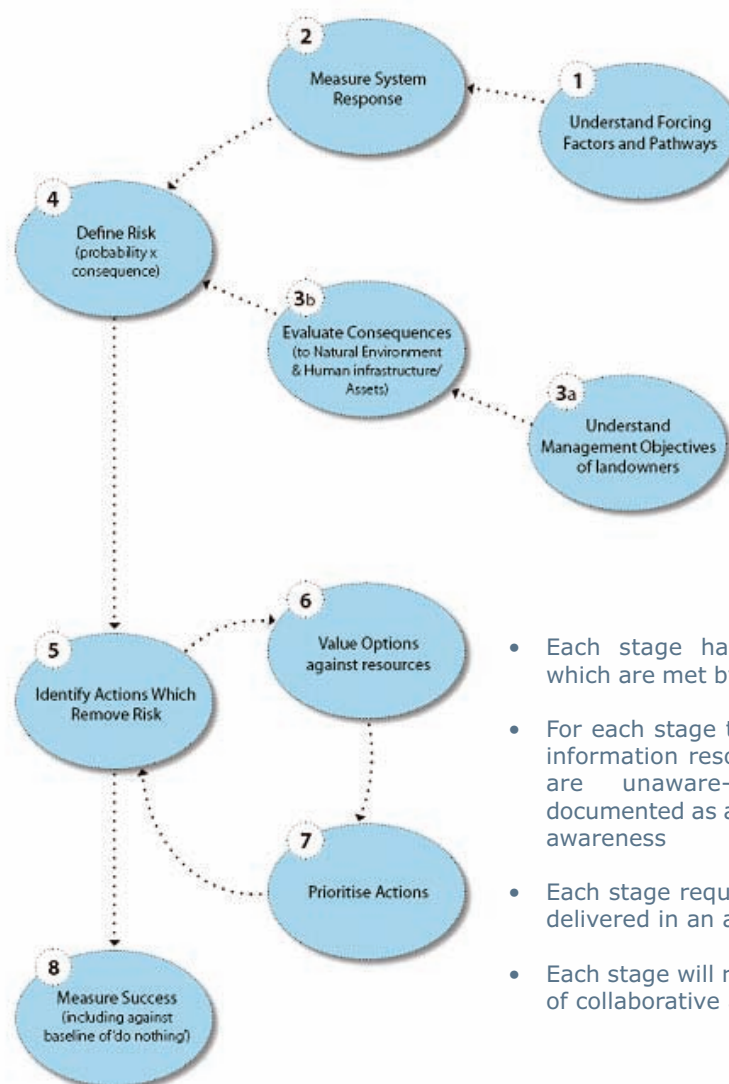 2
Measure System
Response
1
Understand Forcing
Factors and Pathways
4
Define Risk
(probability x
consequence)
3b
Evaluate Consequences
(to Natural Environment
& Human infrastructure/
Assets)
3a
Understand
Management Objectives
of landowners
5
Identify Actions Which
Remove Risk
6
Value Options
against resources
7
Prioritise Actions
8
Measure Success
(including against
baseline of 'do nothing')
• Each stage ha
which are met b
• For each stage t
information reso
are unaware-
documented as a
awareness
• Each stage requ
delivered in an a
• Each stage will r
of collaborative